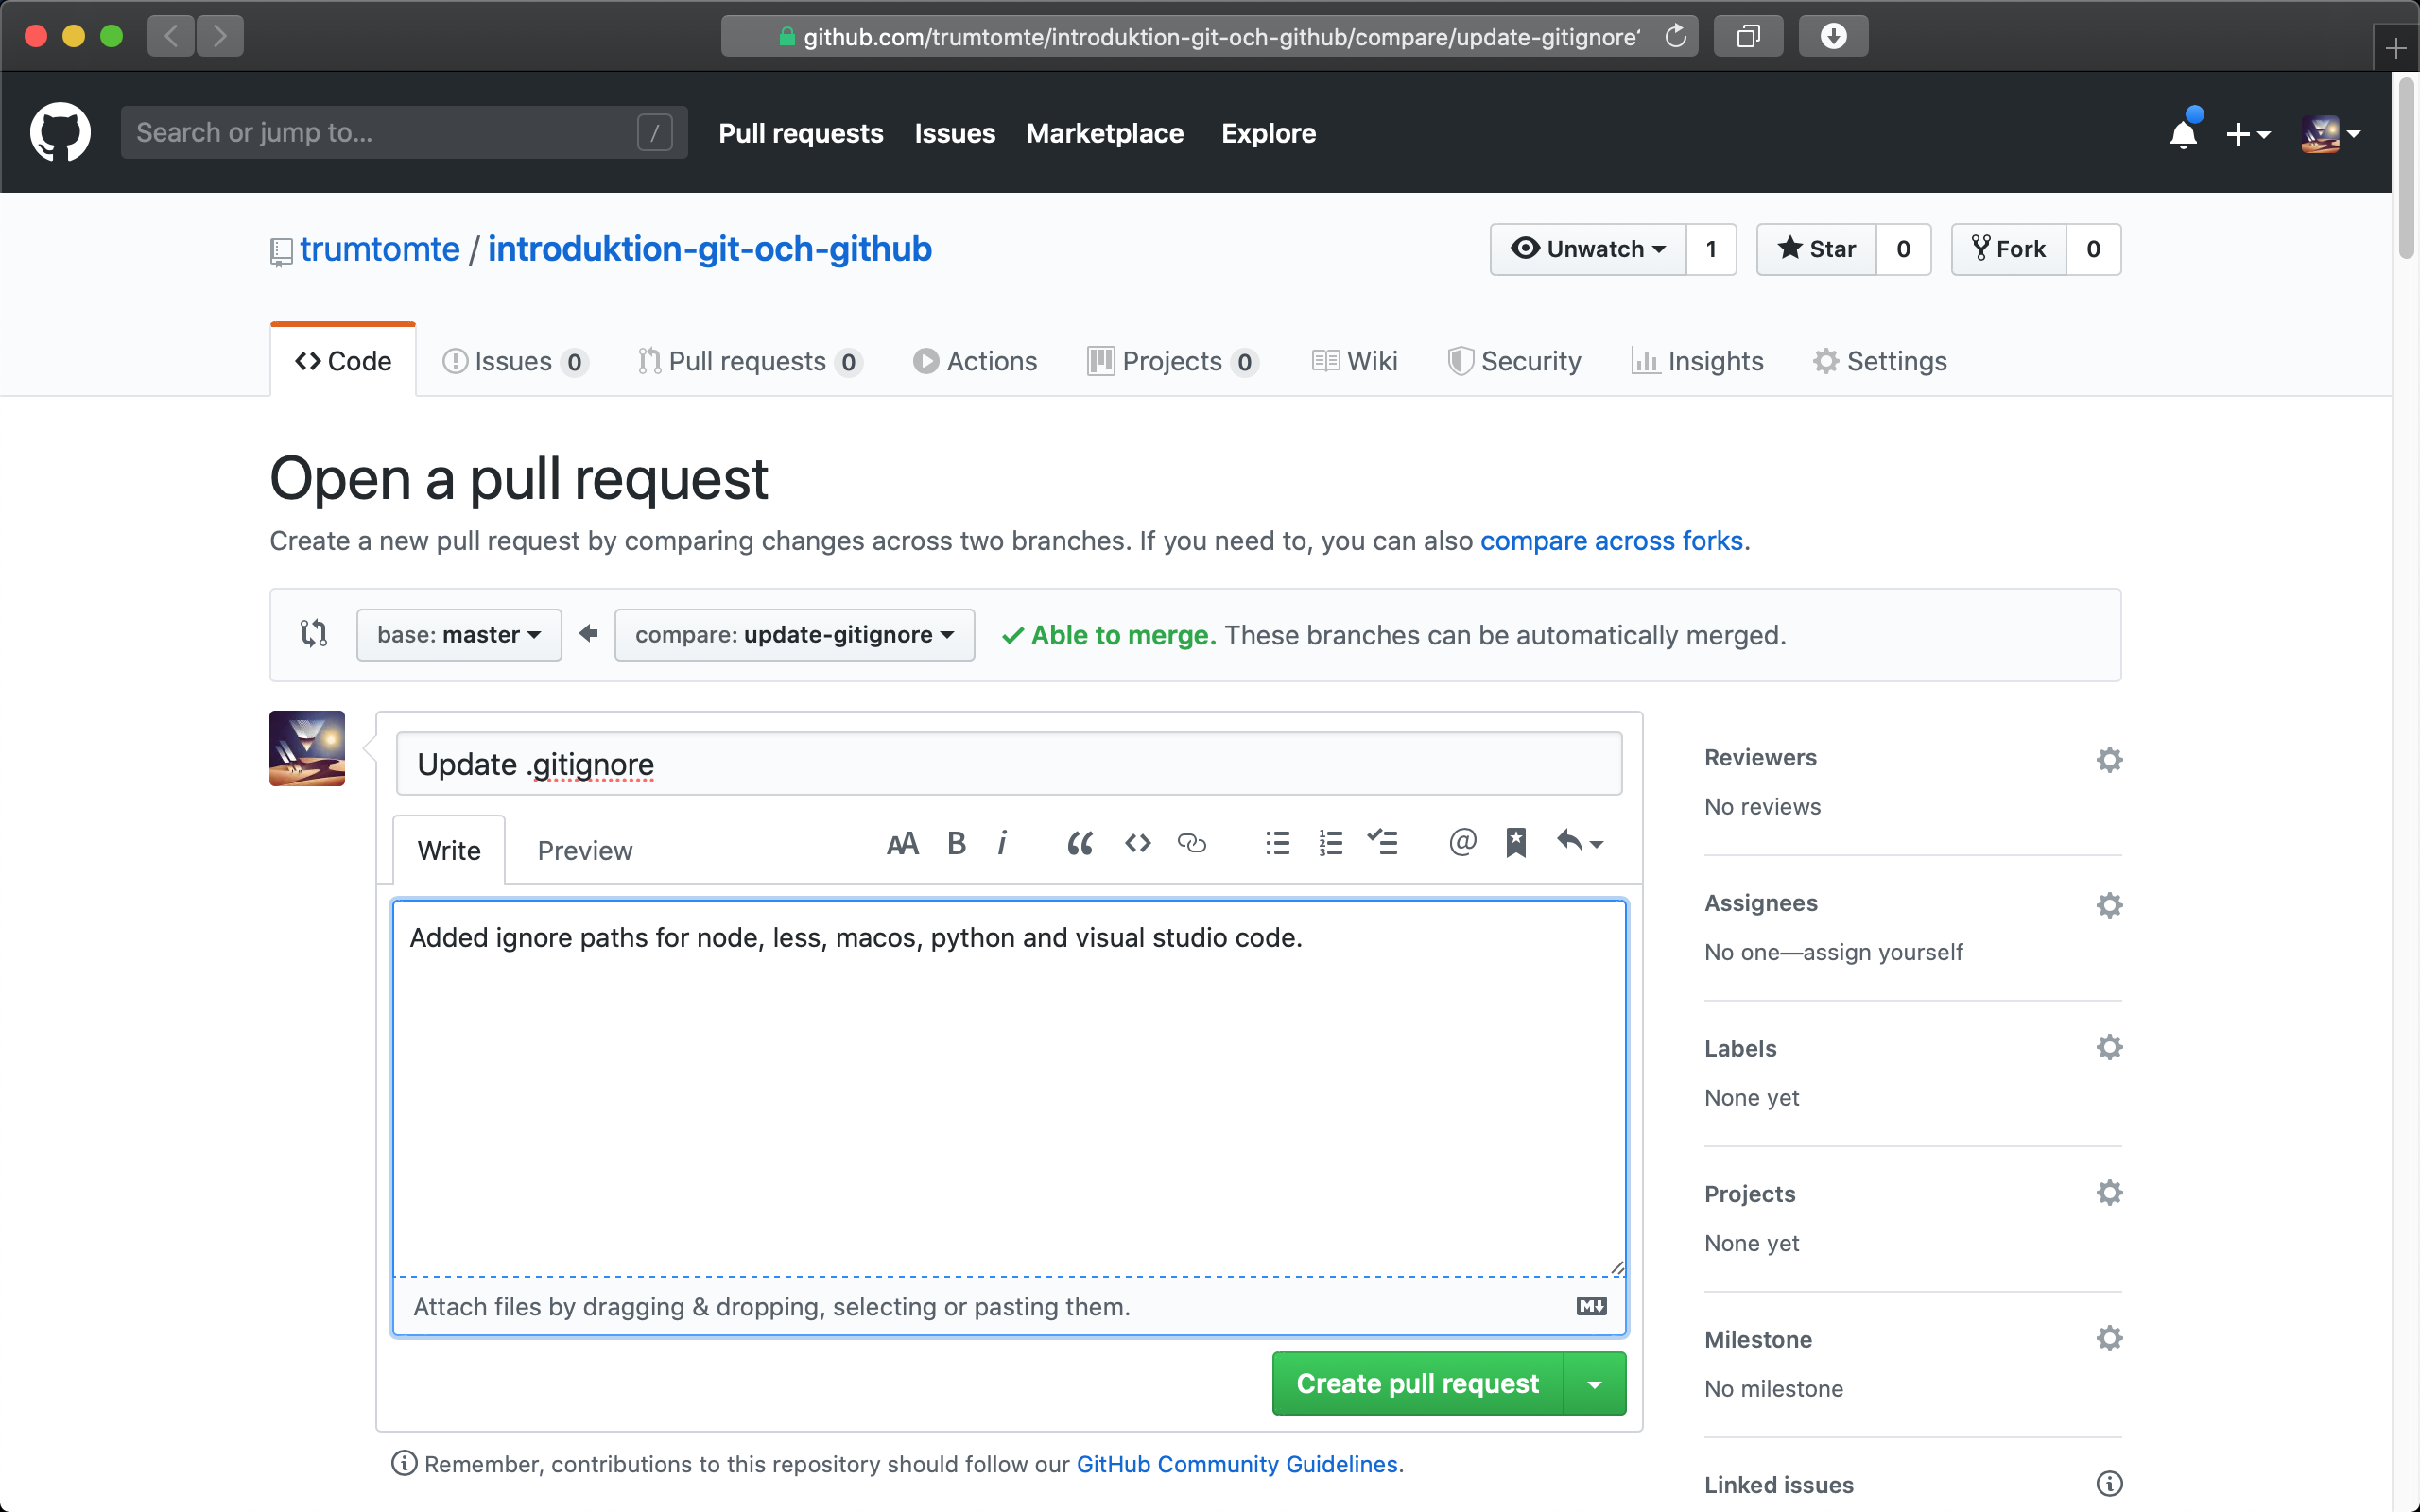 github.com/trumtomte/introduktion-git-och-github/compare/update-gitignore
Search or jump to... /
Pull requests Issues Marketplace Explore
trumtomte / introduktion-git-och-github
Unwatch 1 Star 0 Fork 0
Code Issues 0 Pull requests 0 Actions Projects 0 Wiki Security Insights Settings
Open a pull request
Create a new pull request by comparing changes across two branches. If you need to, you can also compare across forks.
base: master compare: update-gitignore Able to merge. These branches can be automatically merged.
Update .gitignore
Write Preview AA B i @
Added ignore paths for node, less, macos, python and visual studio code.
Attach files by dragging & dropping, selecting or pasting them.
Create pull request
Remember, contributions to this repository should follow our GitHub Community Guidelines.
Reviewers
No reviews
Assignees
No one—assign yourself
Labels
None yet
Projects
None yet
Milestone
No milestone
Linked issues